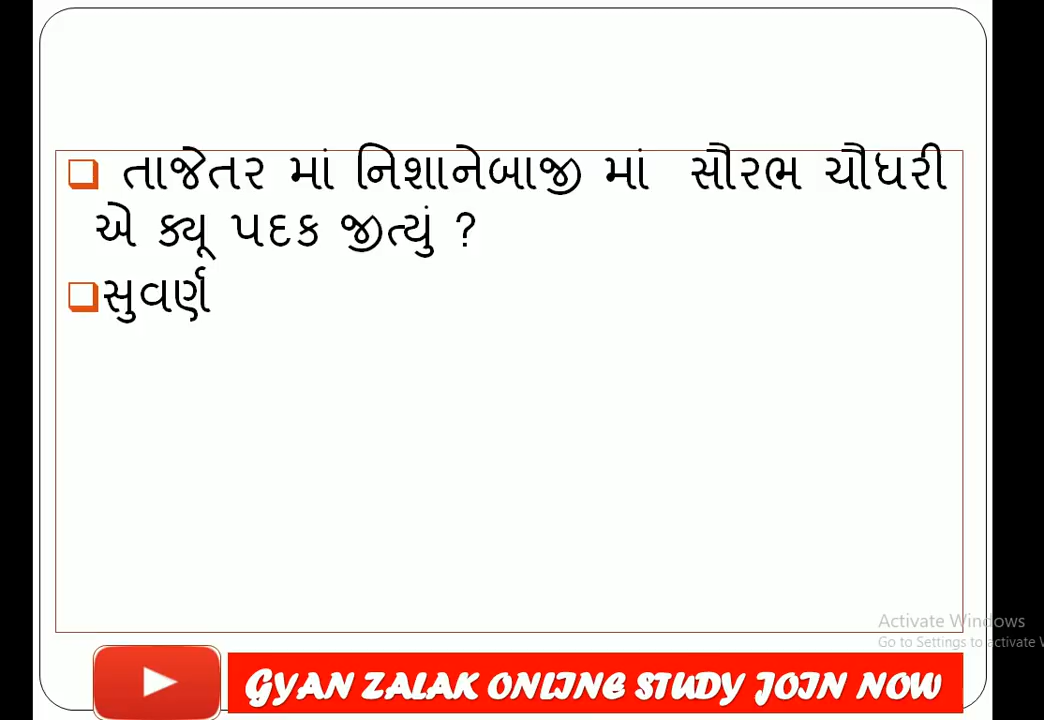 તાજેતર માં નિશાનેબાજી માં સૌરભ ચૌધરી
એ ક્યૂ પદક જીત્યું ?
સુવર્ણ
Activate Windows
Go to Settings to activate W
GYAN ZALAK ONLINE STUDY JOIN NOW